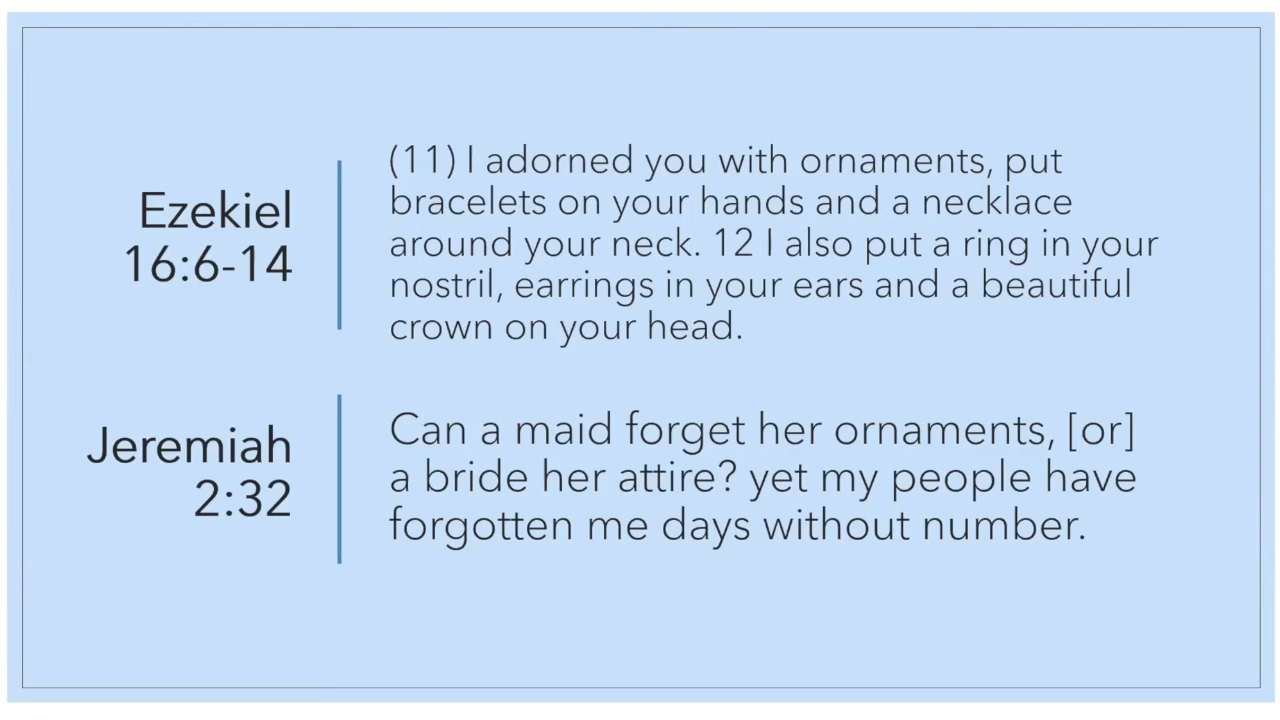 Ezekiel
16:6-14
(11) I adorned you with ornaments, put
bracelets on your hands and a necklace
around your neck. 12 I also put a ring in your
nostril, earrings in your ears and a beautiful
crown on your head.
Jeremiah
2:32
Can a maid forget her ornaments, [or]
a bride her attire? yet my people have
forgotten me days without number.